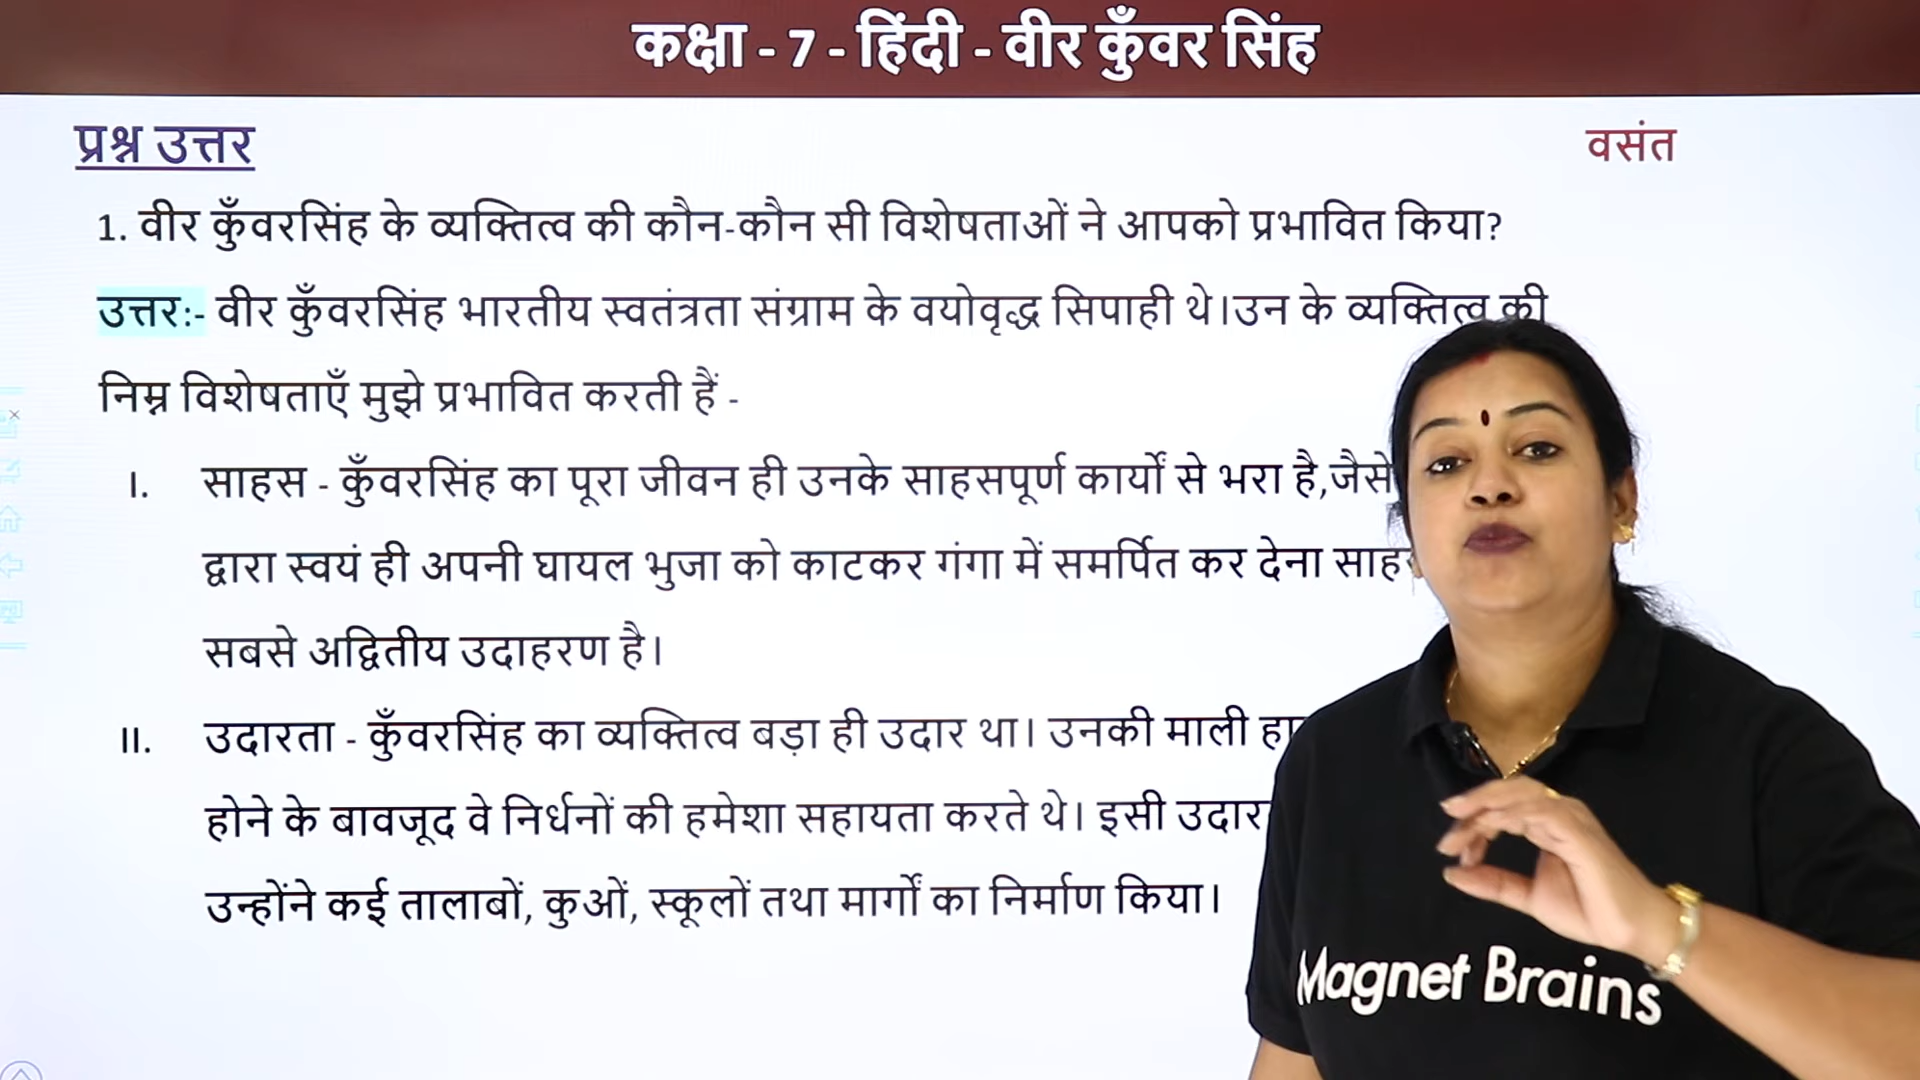 कक्षा - 7 - हिंदी - वीर कुँवर सिंह
प्रश्न उत्तर
वसंत
1. वीर कुँवरसिंह के व्यक्तित्व की कौन-कौन सी विशेषताओं ने आपको प्रभावित किया?
उत्तर:- वीर कुँवरसिंह भारतीय स्वतंत्रता संग्राम के वयोवृद्ध सिपाही थे।उन के व्यक्तित्व की
निम्न विशेषताएँ मुझे प्रभावित करती हैं -
I. साहस - कुँवरसिंह का पूरा जीवन ही उनके साहसपूर्ण कार्यों से भरा है,जैसे
द्वारा स्वयं ही अपनी घायल भुजा को काटकर गंगा में समर्पित कर देना
सबसे अद्वितीय उदाहरण है।
II. उदारता - कुँवरसिंह का व्यक्तित्व बड़ा ही उदार था। उनकी माली
होने के बावजूद वे निर्धनों की हमेशा सहायता करते थे। इसी
उन्होंने कई तालाबों, कुओं, स्कूलों तथा मार्गों का निर्माण किया।
Magnet Brains